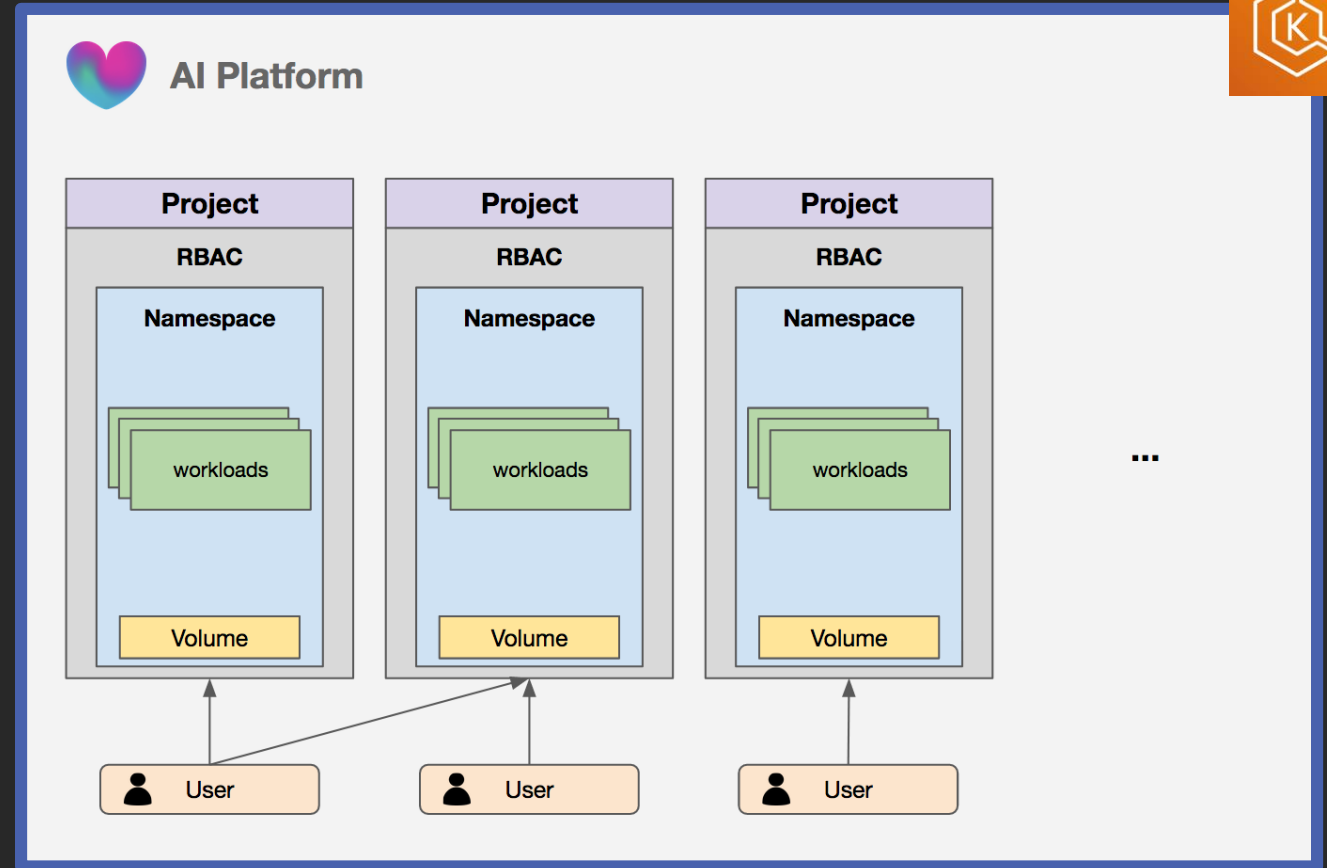 K
AI Platform
Project
Project
Project
RBAC
RBAC
RBAC
Namespace
Namespace
Namespace
workloads
workloads
workloads
...
Volume
Volume
Volume
User
User
User